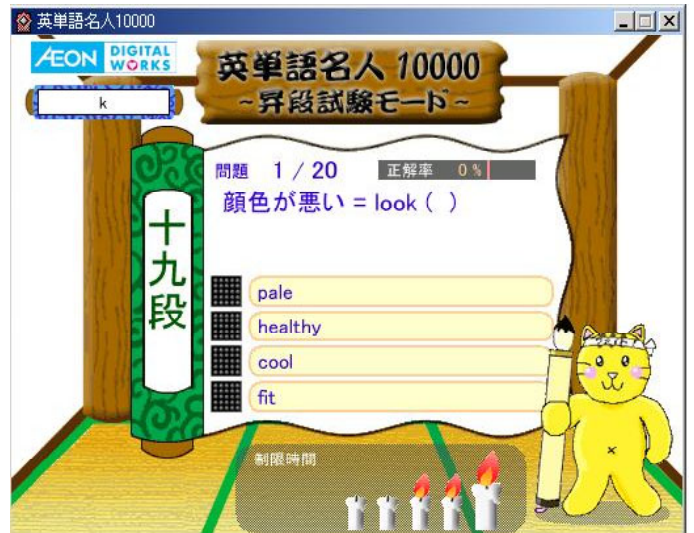 英単語名人10000
ÆON DIGITAL WORKS
英単語名人 10000
~昇段試験モード~
k
十九段
問題 1 / 20 正解率 0 %
顔色が悪い = look ( )
pale
healthy
cool
fit
制限時間